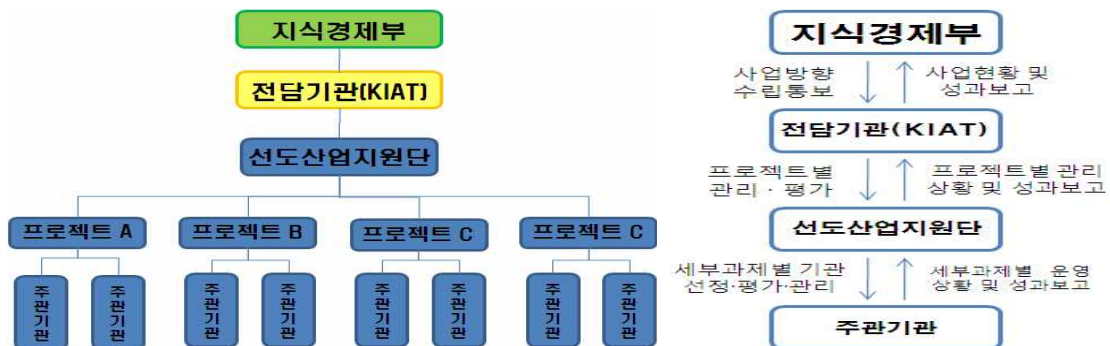 지식경제부
전담기관(KIAT)
선도산업지원단
프로젝트 A
프로젝트 B
프로젝트 C
프로젝트 C
주관기관
주관기관
주관기관
주관기관
주관기관
주관기관
주관기관
주관기관
지식경제부
사업방향
수립통보
사업현황 및
성과보고
전담기관(KIAT)
프로젝트별
관리·평가
프로젝트별 관리
상황 및 성과보고
선도산업지원단
세부과제별 기관
선정·평가·관리
세부과제별 운영
상황 및 성과보고
주관기관